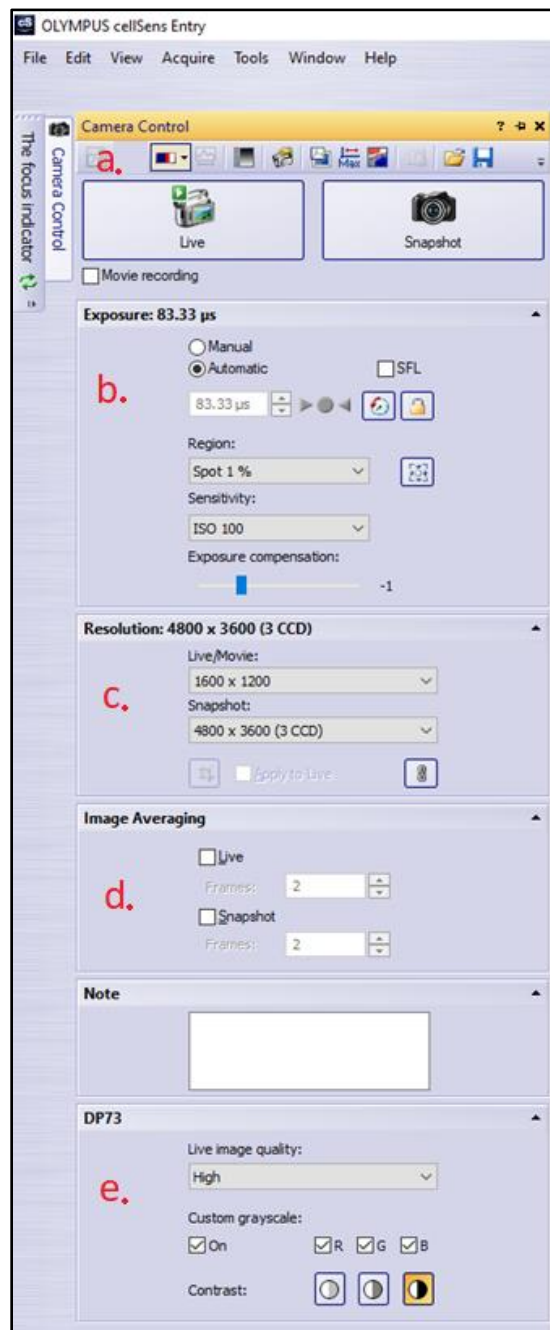 cS OLYMPUS cellSens Entry
File Edit View Acquire Tools Window Help
The focus indicator
Camera Control
Camera Control ?
a. Max
Live Snapshot
Movie recording
Exposure: 83.33 µs
Manual
Automatic SFL
b. 83.33 µs
Region:
Spot 1 %
Sensitivity:
ISO 100
Exposure compensation:
-1
Resolution: 4800 x 3600 (3 CCD)
Live/Movie:
c. 1600 x 1200
Snapshot:
4800 x 3600 (3 CCD)
Apply to Live
Image Averaging
Live
d. Frames: 2
Snapshot
Frames: 2
Note
DP73
Live image quality:
e. High
Custom grayscale:
On R G B
Contrast: